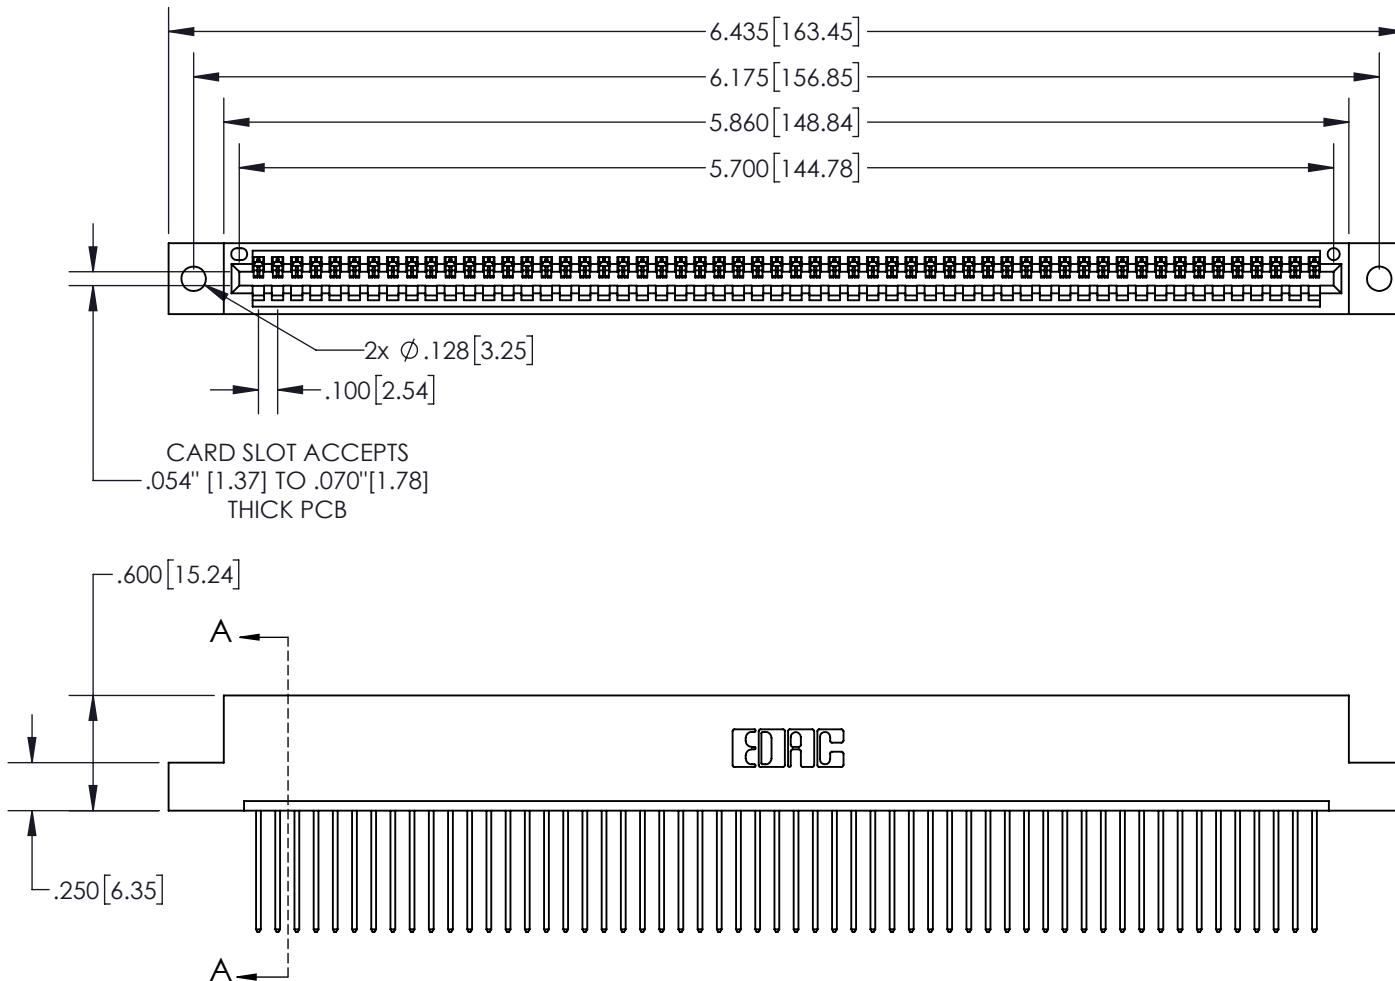 6.435[163.45]
6.175[156.85]
5.860[148.84]
5.700[144.78]
2x Ø.128[3.25]
.100[2.54]
CARD SLOT ACCEPTS
.054" [1.37] TO .070"[1.78]
THICK PCB
.600[15.24]
A
EDAC
.250[6.35]
A